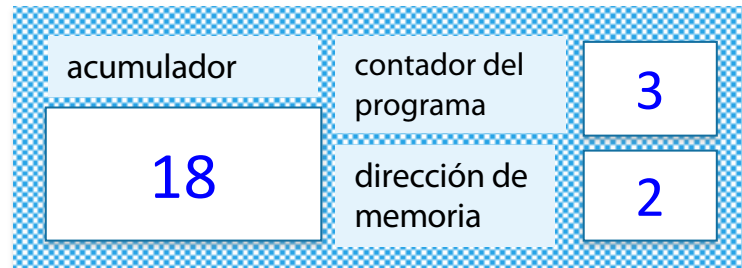 acumulador
18
contador del
programa
3
dirección de
memoria
2